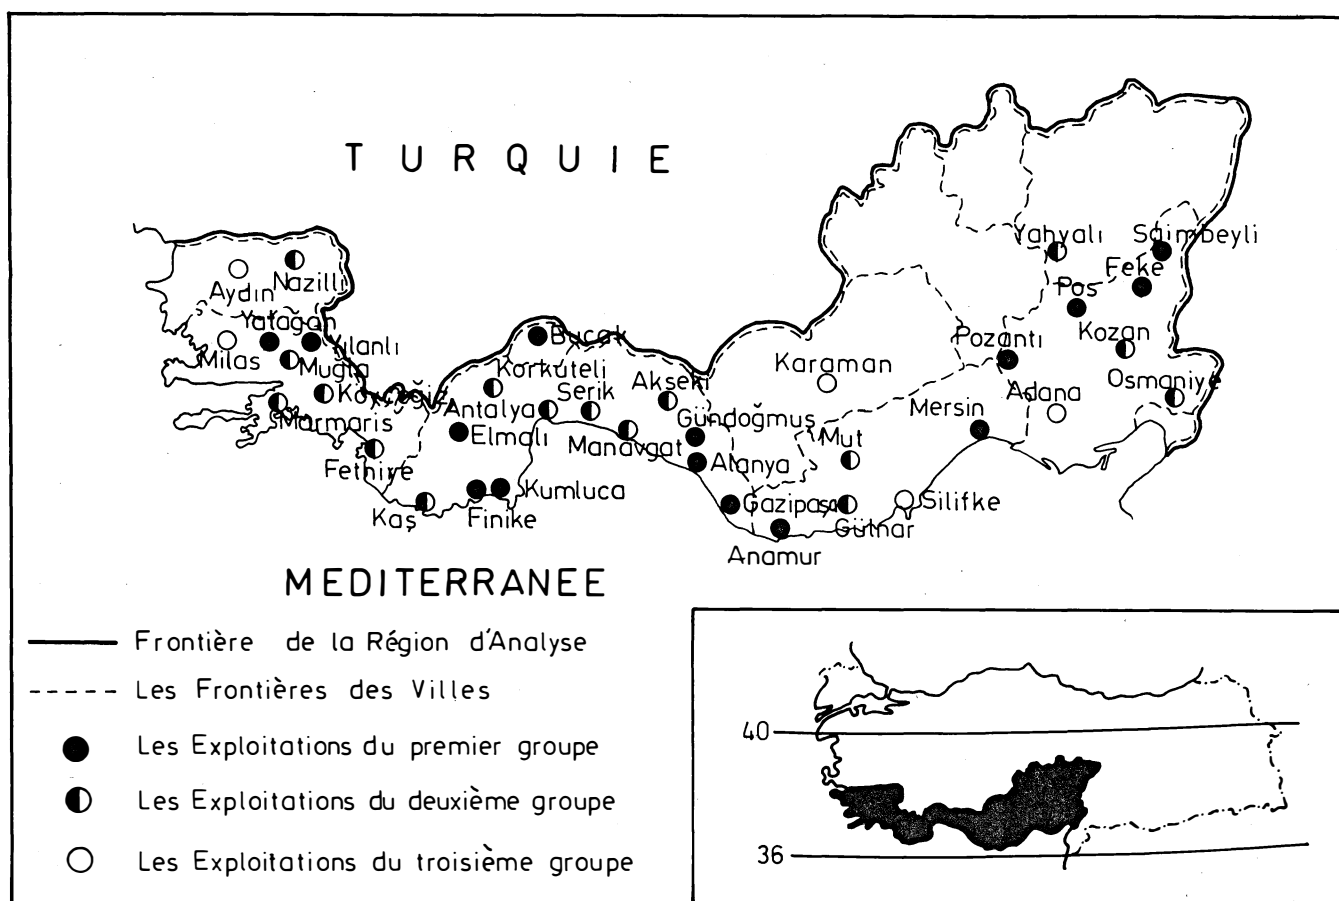 TURQUIE
Yahyalı
Saimbeyli
Feke
Nazilli
Aydın
Pos
Yatağan
Yılanlı
Bucak
Kozan
Pozantı
Milas
Muğla
Korkuteli
Karaman
Akseki
Serik
Osmaniye
Köyceğiz
Adana
Antalya
Mersin
Marmaris
Elmalı
Gündoğmuş
Mut
Manavgat
Fethiye
Alanya
Kumluca
Gazipaşa
Silifke
Kaş
Finike
Gülnar
Anamur
MEDITERRANEE
Frontière de la Région d'Analyse
Les Frontières des Villes
Les Exploitations du premier groupe
Les Exploitations du deuxième groupe
Les Exploitations du troisième groupe
40
36